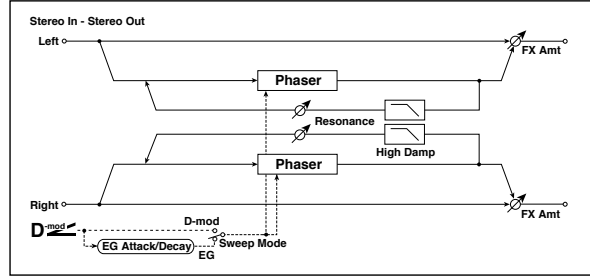 Stereo In - Stereo Out
Left
FX Amt
Phaser
Resonance
High Damp
Phaser
Right
FX Amt
D-mod
D-mod
Sweep Mode
EG Attack/Decay
EG